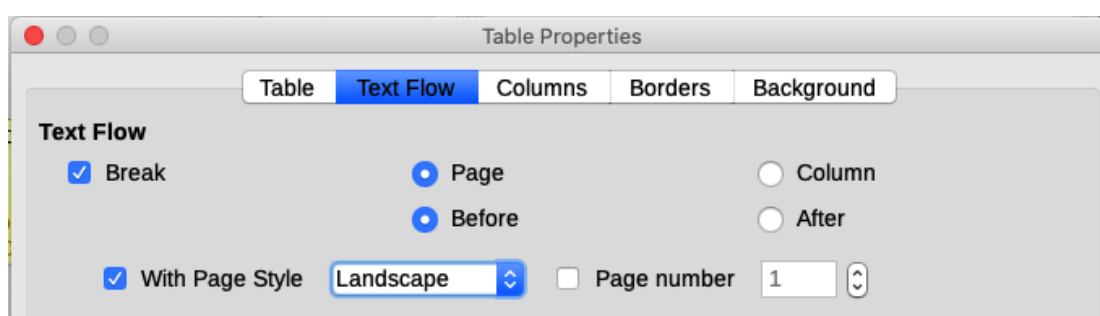 Table Properties
Table Text Flow Columns Borders Background
Text Flow
Break Page Column
Before After
With Page Style Landscape Page number 1